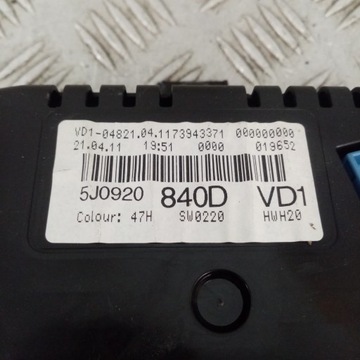 VD1-04821.04.1173943371 000000000
21.04.11 19:51 0000 019652
5J0920 840D VD1
Colour: 47H SW0220 HWH20